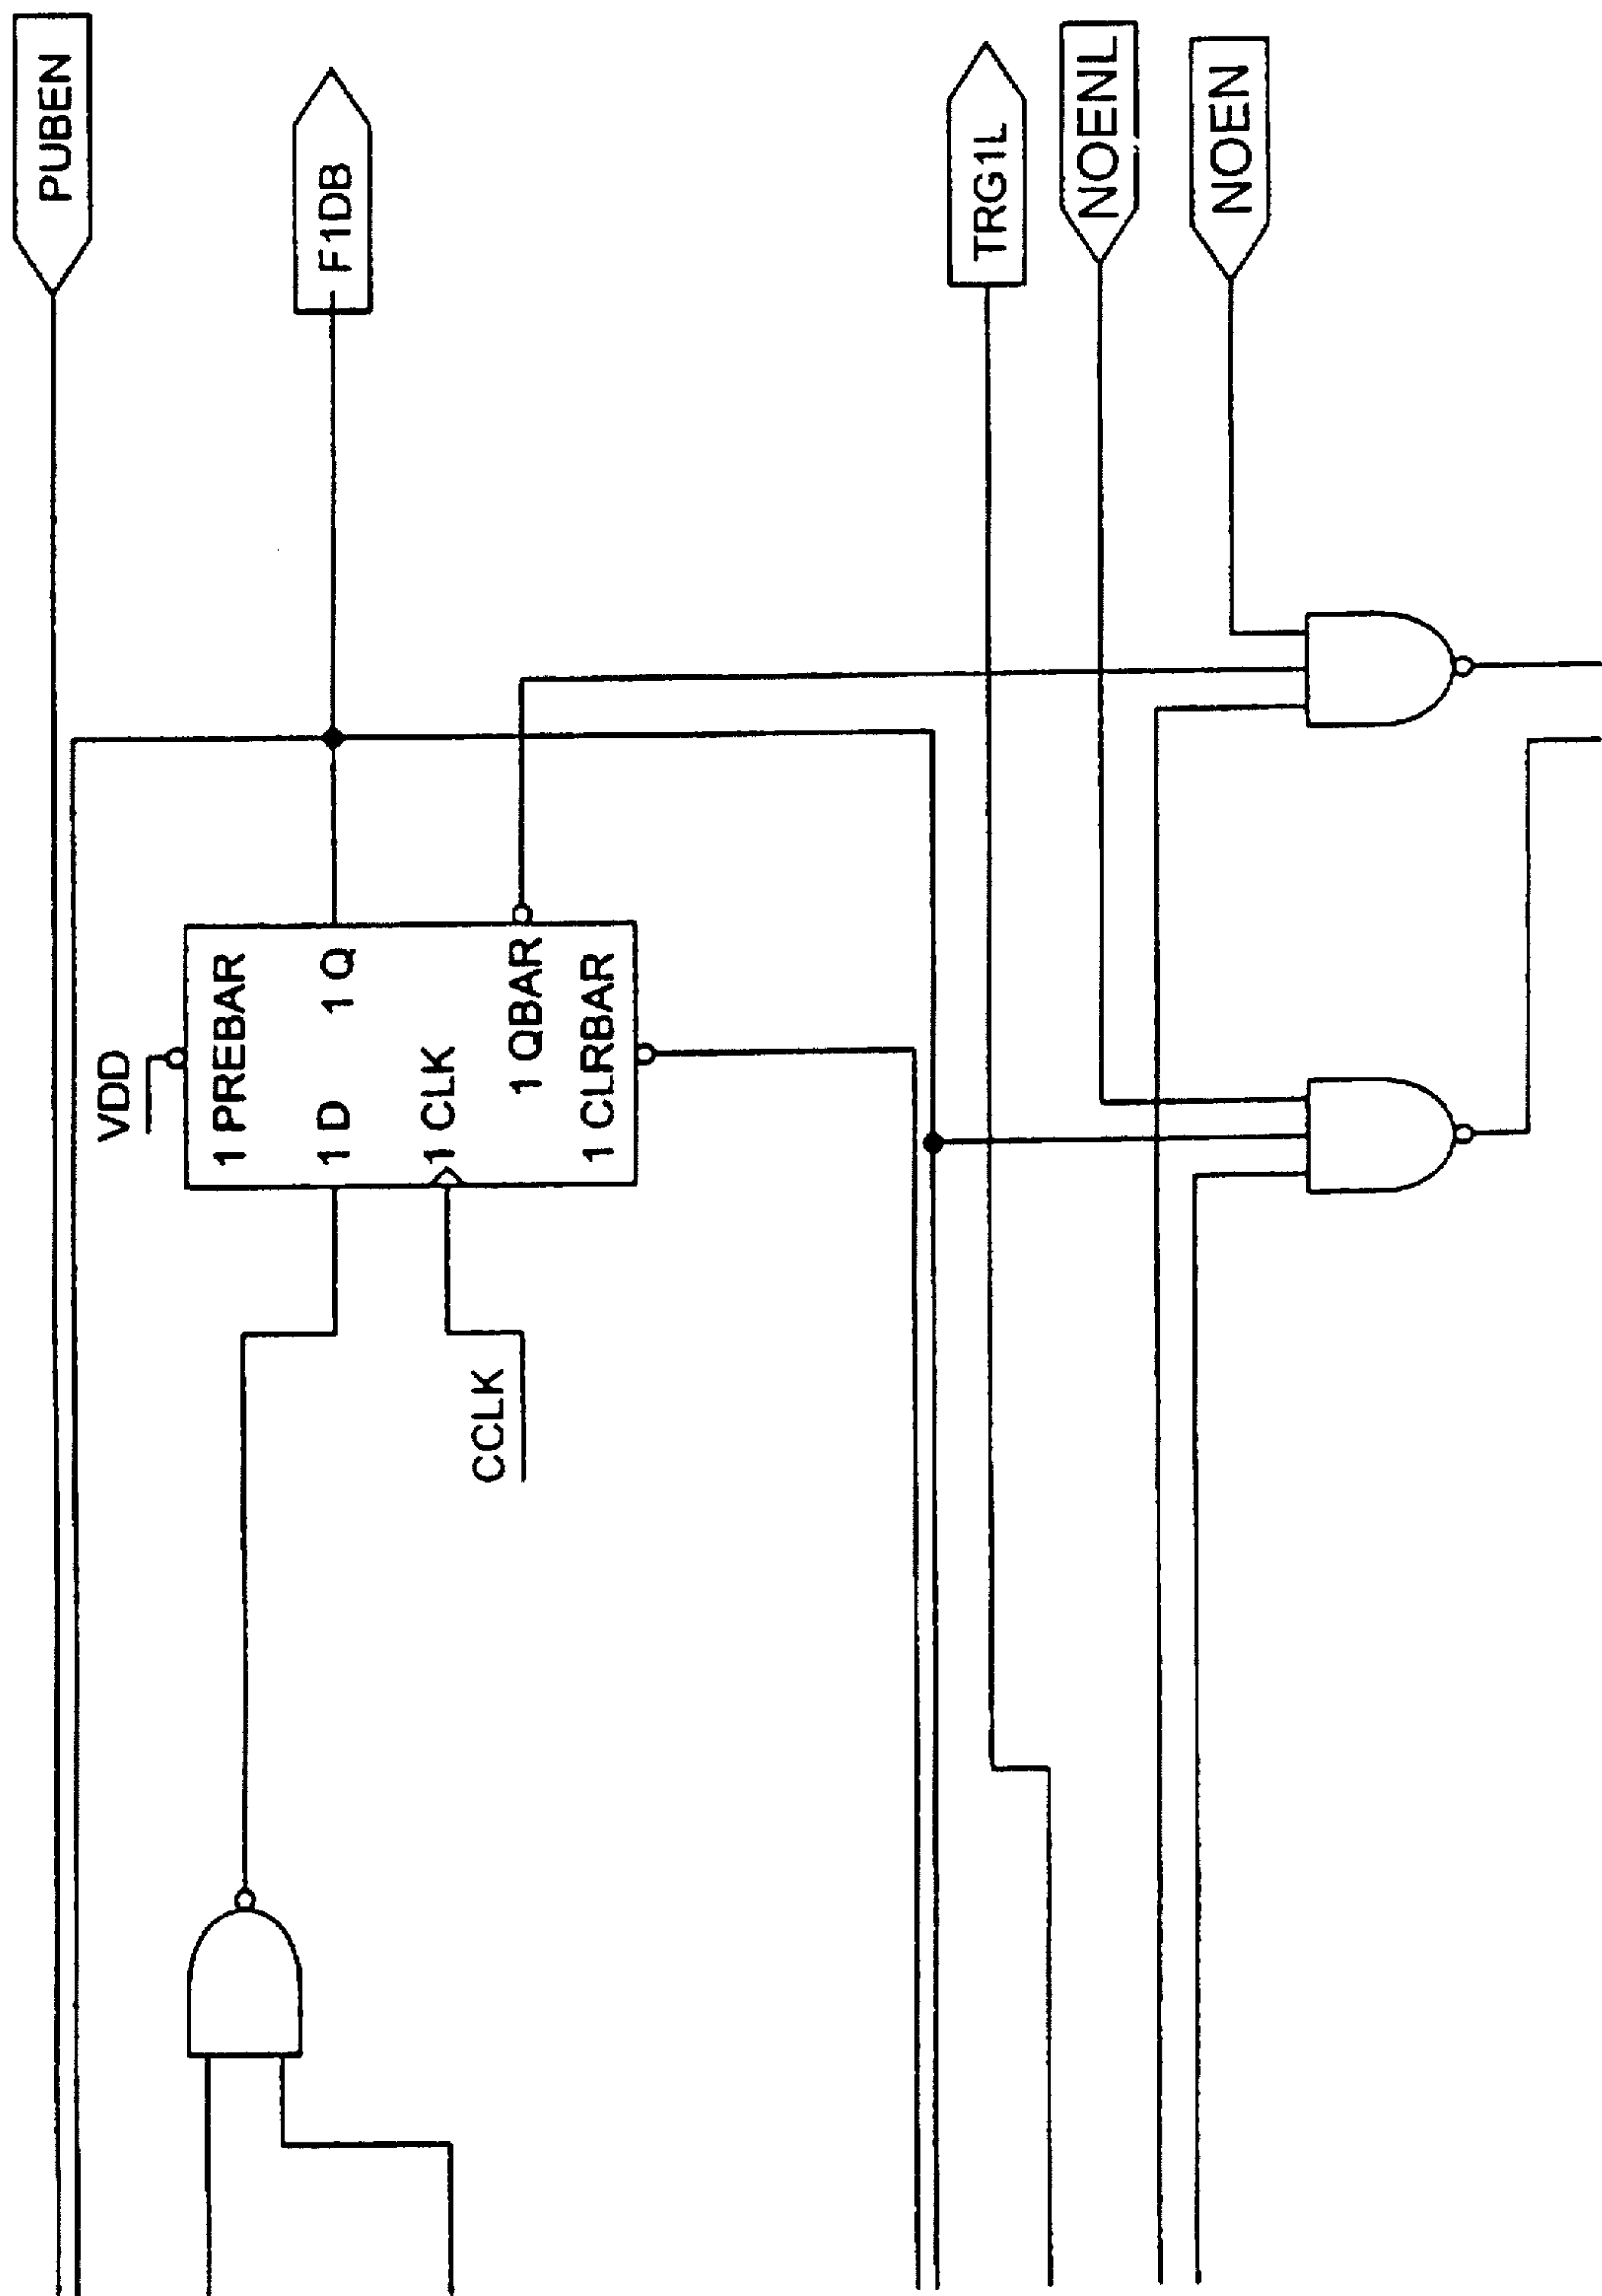 PUBEN
F1DB
VDD
1 PREBAR
1 D
1 Q
1 CLK
1 QBAR
1 CLRBAR
CCLK
TRG1L
NOENL
NOEN